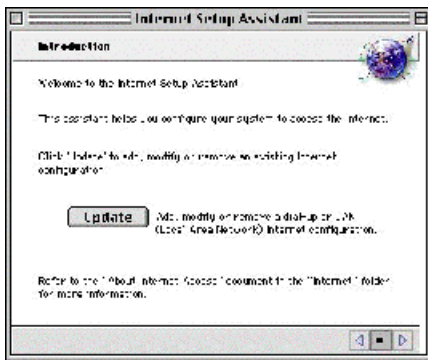 Internet Setup Assistant
Introduction
Welcome to the Internet Setup Assistant
This assistant helps you configure your system to access the Internet.
Click "Update" to add, modify or remove an existing Internet
configuration
Update
Add, modify or remove a dial-up or LAN
(Local Area Network) Internet configuration.
Refer to the "About Internet Access" document in the "Internet" folder
for more information.